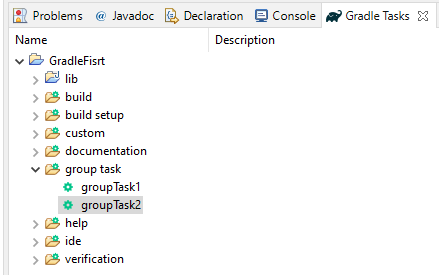 Problems Javadoc Declaration Console Gradle Tasks
Name Description
GradleFisrt
lib
build
build setup
custom
documentation
group task
groupTask1
groupTask2
help
ide
verification